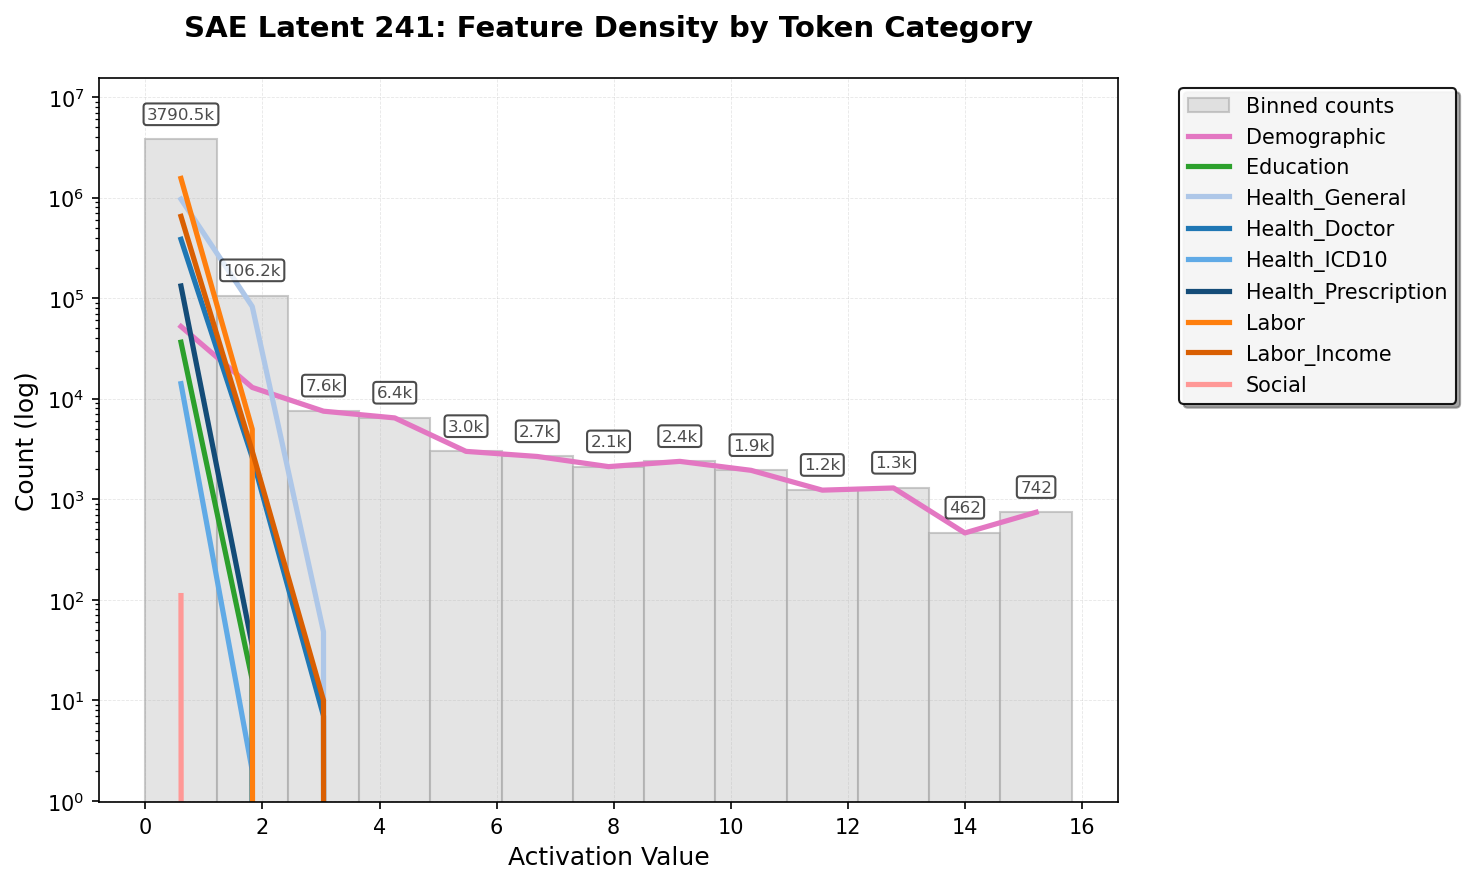 SAE Latent 241: Feature Density by Token Category
Count (log)
10⁷
10⁶
10⁵
10⁴
10³
10²
10¹
10⁰
3790.5k
106.2k
7.6k
6.4k
3.0k
2.7k
2.1k
2.4k
1.9k
1.2k
1.3k
462
742
0
2
4
6
8
10
12
14
16
Activation Value
Binned counts
Demographic
Education
Health_General
Health_Doctor
Health_ICD10
Health_Prescription
Labor
Labor_Income
Social